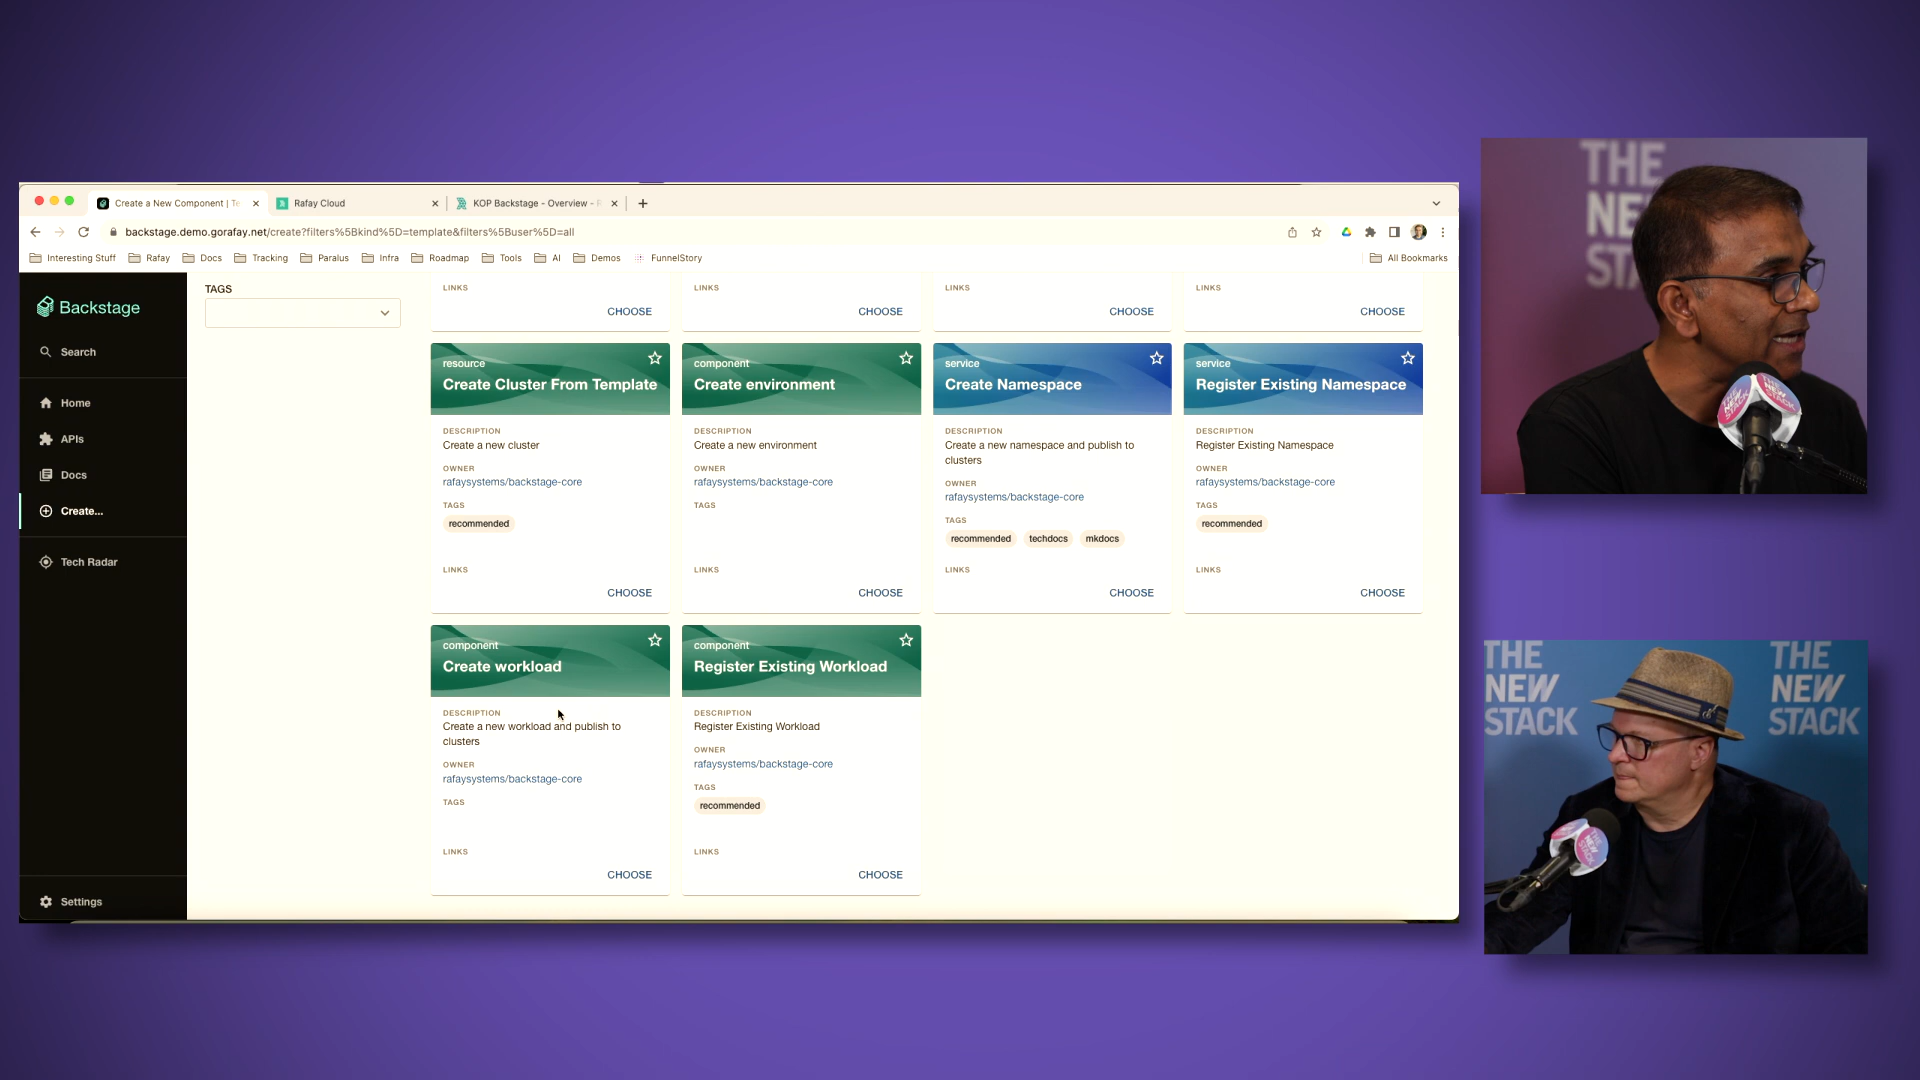 Create a New Component | Te
Rafay Cloud
KOP Backstage - Overview -
backstage.demo.gorafay.net/create?filters%5Bkind%5D=template&filters%5Buser%5D=all
Interesting Stuff
Rafay
Docs
Tracking
Paralus
Infra
Roadmap
Tools
AI
Demos
FunnelStory
All Bookmarks
Backstage
Search
Home
APIs
Docs
Create...
Tech Radar
Settings
TAGS
LINKS
CHOOSE
LINKS
CHOOSE
LINKS
CHOOSE
LINKS
CHOOSE
resource
Create Cluster From Template
DESCRIPTION
Create a new cluster
OWNER
rafaysystems/backstage-core
TAGS
recommended
LINKS
CHOOSE
component
Create environment
DESCRIPTION
Create a new environment
OWNER
rafaysystems/backstage-core
TAGS
LINKS
CHOOSE
service
Create Namespace
DESCRIPTION
Create a new namespace and publish to
clusters
OWNER
rafaysystems/backstage-core
TAGS
recommended
techdocs
mkdocs
LINKS
CHOOSE
service
Register Existing Namespace
DESCRIPTION
Register Existing Namespace
OWNER
rafaysystems/backstage-core
TAGS
recommended
LINKS
CHOOSE
component
Create workload
DESCRIPTION
Create a new workload and publish to
clusters
OWNER
rafaysystems/backstage-core
TAGS
LINKS
CHOOSE
component
Register Existing Workload
DESCRIPTION
Register Existing Workload
OWNER
rafaysystems/backstage-core
TAGS
recommended
LINKS
CHOOSE
THE
NE
ST
THE
NEW
STACK
THE
NEW
STACK